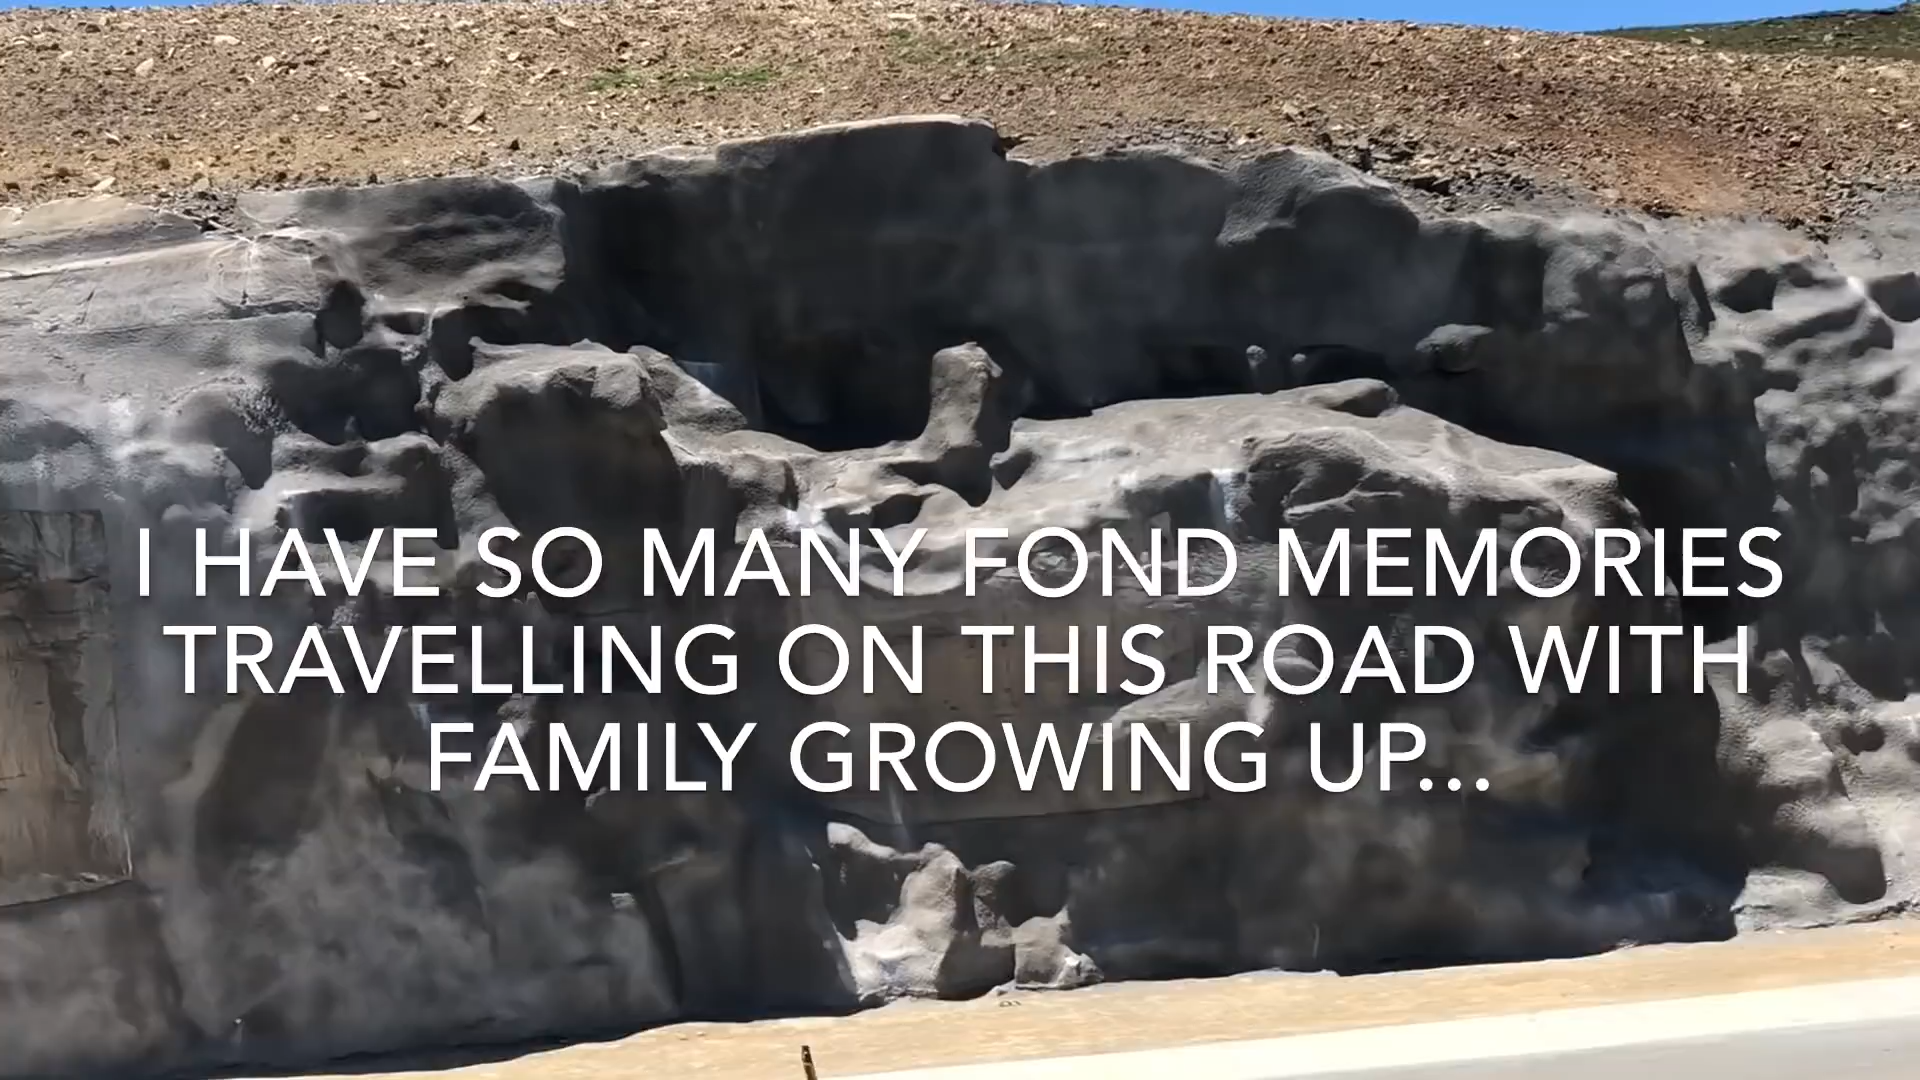 I HAVE SO MANY FOND MEMORIES
TRAVELLING ON THIS ROAD WITH
FAMILY GROWING UP...